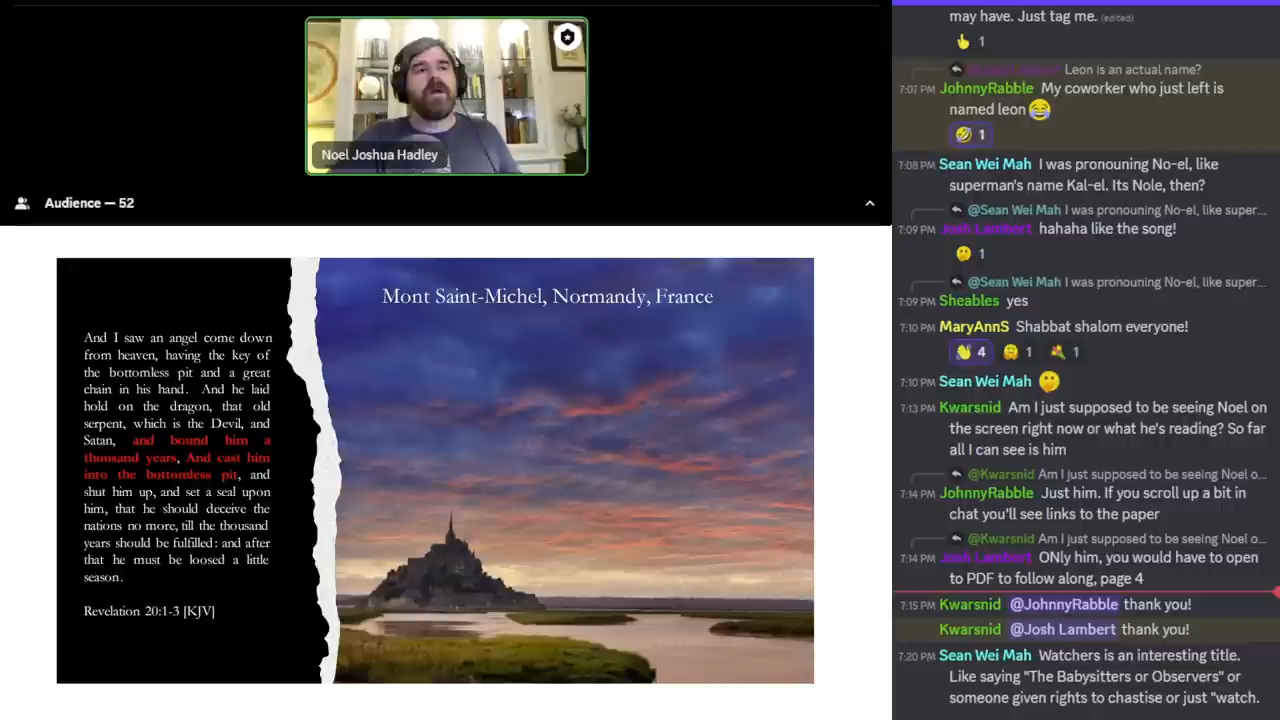 Noel Joshua Hadley
Audience — 52
Mont Saint-Michel, Normandy, France
And I saw an angel come down
from heaven, having the key of
the bottomless pit and a great
chain in his hand. And he laid
hold on the dragon, that old
serpent, which is the Devil, and
Satan, and bound him a
thousand years, And cast him
into the bottomless pit, and
shut him up, and set a seal upon
him, that he should deceive the
nations no more, till the thousand
years should be fulfilled: and after
that he must be loosed a little
season.
Revelation 20:1-3 [KJV]
may have. Just tag me. (edited)
1
Leon is an actual name?
7:07 PM JohnnyRabble My coworker who just left is
named leon
1
7:08 PM Sean Wei Mah I was pronouning No-el, like
superman's name Kal-el. Its Nole, then?
@Sean Wei Mah I was pronouning No-el, like super...
7:09 PM Josh Lambert hahaha like the song!
1
@Sean Wei Mah I was pronouning No-el, like super...
7:09 PM Sheables yes
7:10 PM MaryAnnS Shabbat shalom everyone!
4 1 1
7:10 PM Sean Wei Mah
7:13 PM Kwarsnid Am I just supposed to be seeing Noel on
the screen right now or what he's reading? So far
all I can see is him
@Kwarsnid Am I just supposed to be seeing Noel o...
7:14 PM JohnnyRabble Just him. If you scroll up a bit in
chat you'll see links to the paper
@Kwarsnid Am I just supposed to be seeing Noel o...
7:14 PM Josh Lambert ONly him, you would have to open
to PDF to follow along, page 4
7:15 PM Kwarsnid @JohnnyRabble thank you!
Kwarsnid @Josh Lambert thank you!
7:20 PM Sean Wei Mah Watchers is an interesting title.
Like saying "The Babysitters or Observers" or
someone given rights to chastise or just "watch.